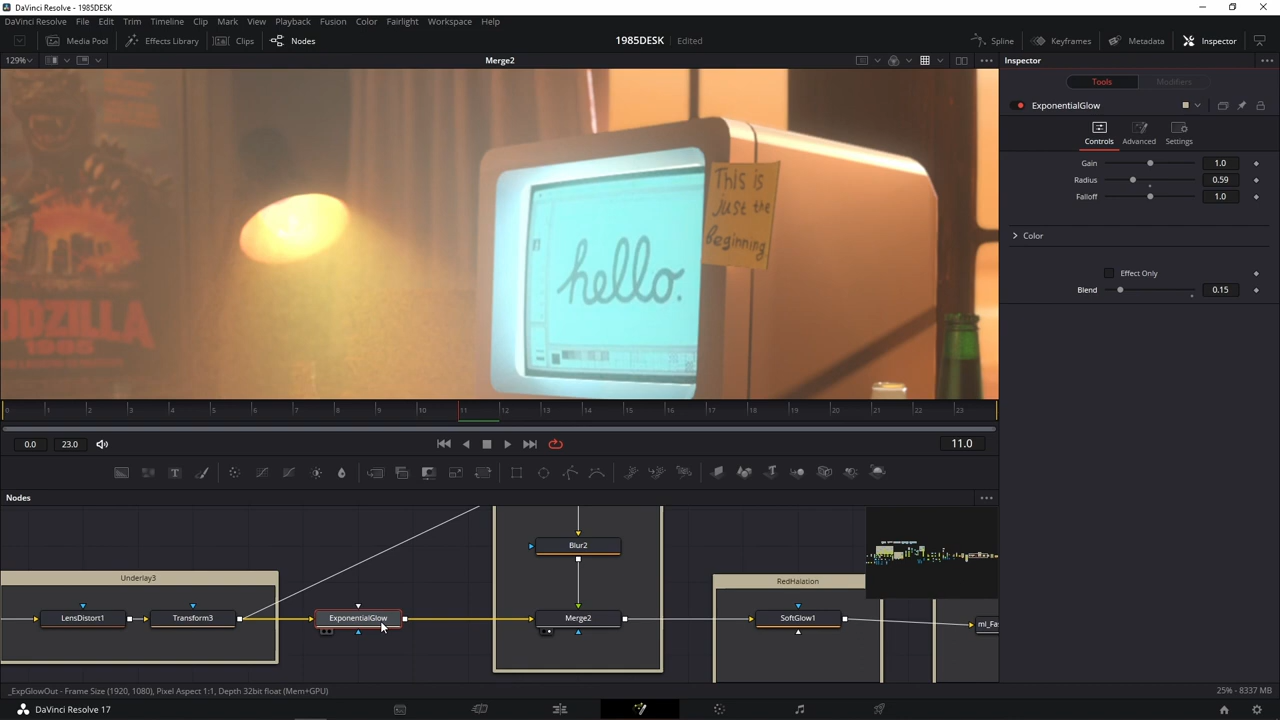 DaVinci Resolve - 1985DESK
DaVinci Resolve File Edit Trim Timeline Clip Mark View Playback Fusion Color Fairlight Workspace Help
Media Pool Effects Library Clips Nodes 1985DESK Edited Spline Keyframes Metadata Inspector
129% Merge2 Inspector
Tools Modifiers
ExponentialGlow
Controls Advanced Settings
Gain 1.0
Radius 0.59
Falloff 1.0
Color
Effect Only
Blend 0.15
This is
just the
beginning
hello.
GODZILLA
1985
0 1 2 3 4 5 6 7 8 9 10 11 12 13 14 15 16 17 18 19 20 21 22 23
0.0 23.0 11.0
Nodes
Blur2
Underlay3 RedHalation
LensDistort1 Transform3 ExponentialGlow Merge2 SoftGlow1 mi_Fa
_ExpGlowOut - Frame Size (1920, 1080), Pixel Aspect 1:1, Depth 32bit float (Mem+GPU) 25% - 8337 MB
DaVinci Resolve 17